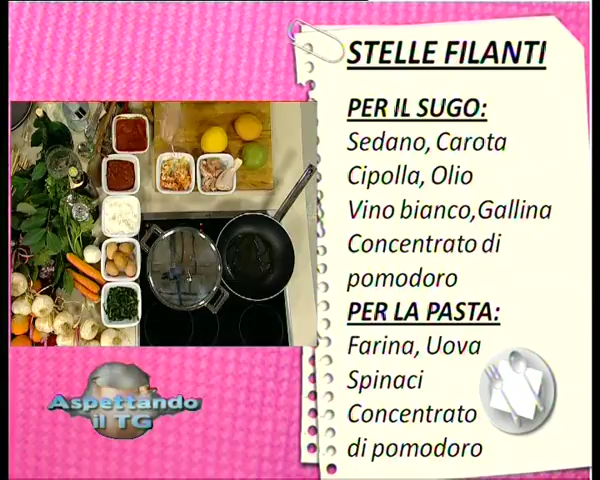 STELLE FILANTI
PER IL SUGO:
Sedano, Carota
Cipolla, Olio
Vino bianco,Gallina
Concentrato di
pomodoro
PER LA PASTA:
Farina, Uova
Spinaci
Concentrato
di pomodoro
Aspettando
il TG